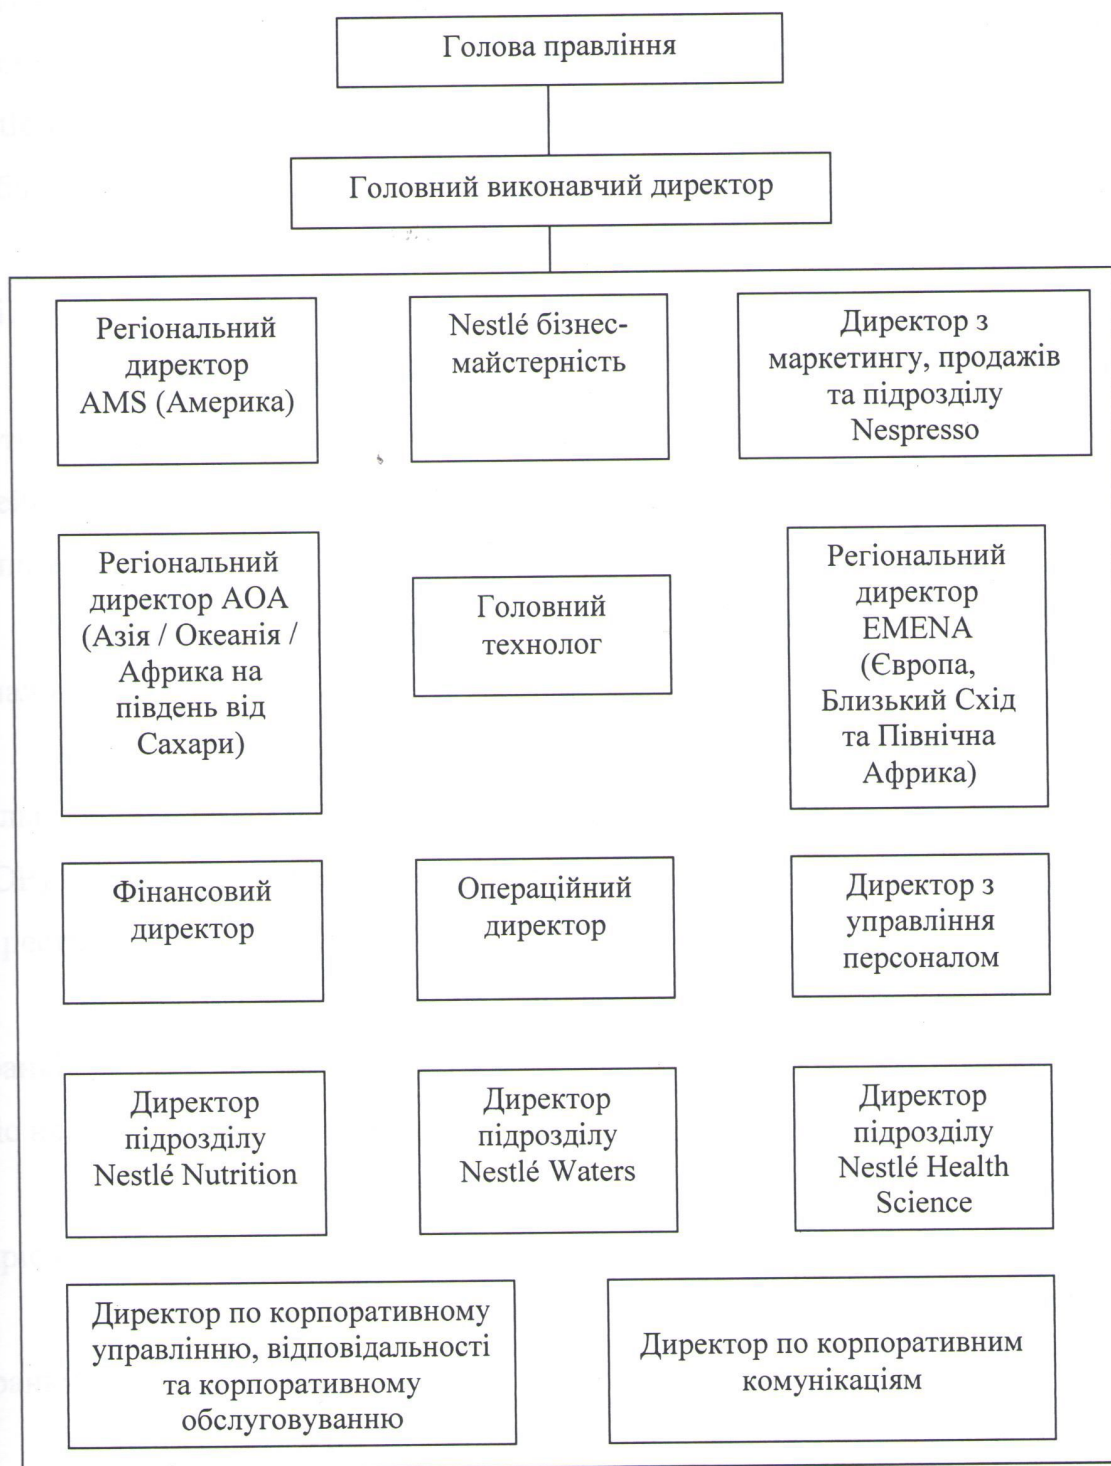 Голова правління
Головний виконавчий директор
Регіональний
директор
AMS (Америка)
Nestlé бізнес-
майстерність
Директор з
маркетингу, продажів
та підрозділу
Nespresso
Регіональний
директор АОА
(Азія / Океанія /
Африка на
південь від
Сахари)
Головний
технолог
Регіональний
директор
EMENA
(Європа,
Близький Схід
та Північна
Африка)
Фінансовий
директор
Операційний
директор
Директор з
управління
персоналом
Директор
підрозділу
Nestlé Nutrition
Директор
підрозділу
Nestlé Waters
Директор
підрозділу
Nestlé Health
Science
Директор по корпоративному
управлінню, відповідальності
та корпоративному
обслуговуванню
Директор по корпоративним
комунікаціям